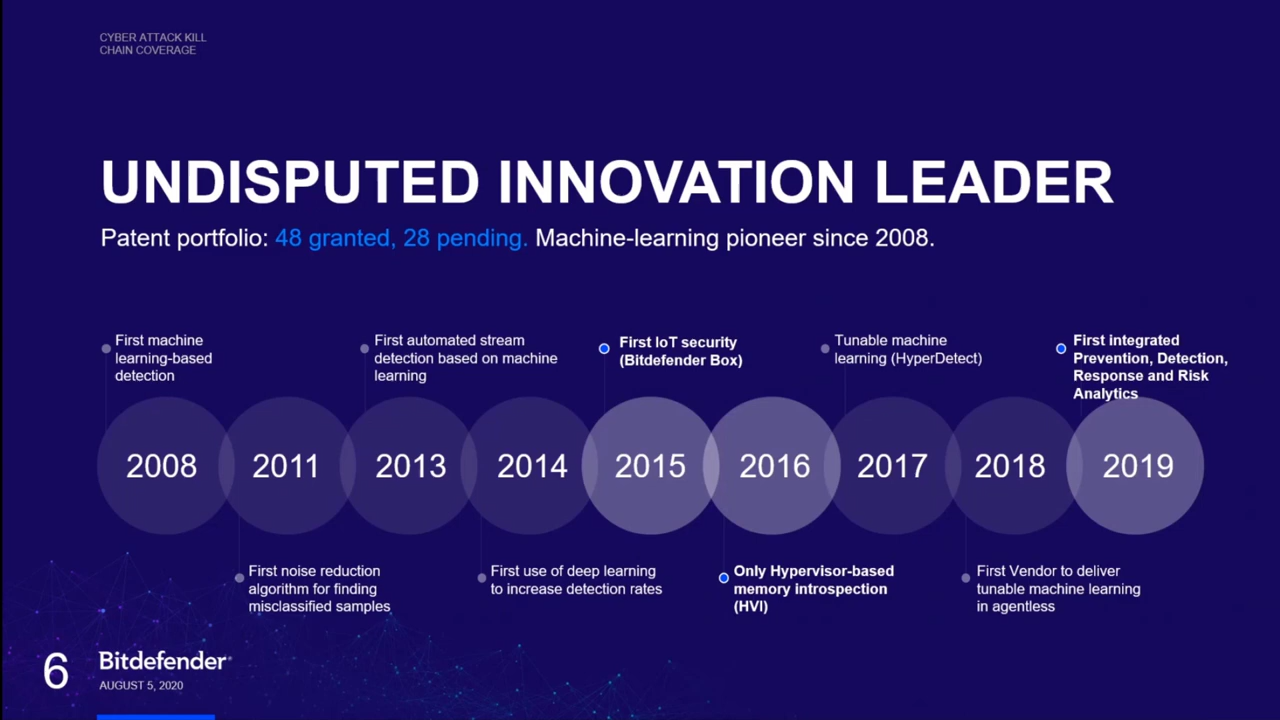 CYBER ATTACK KILL
CHAIN COVERAGE
UNDISPUTED INNOVATION LEADER
Patent portfolio: 48 granted, 28 pending. Machine-learning pioneer since 2008.
First machine
learning-based
detection
First automated stream
detection based on machine
learning
First IoT security
(Bitdefender Box)
Tunable machine
learning (HyperDetect)
First integrated
Prevention, Detection,
Response and Risk
Analytics
2008 2011 2013 2014 2015 2016 2017 2018 2019
First noise reduction
algorithm for finding
misclassified samples
First use of deep learning
to increase detection rates
Only Hypervisor-based
memory introspection
(HVI)
First Vendor to deliver
tunable machine learning
in agentless
6
Bitdefender
AUGUST 5, 2020